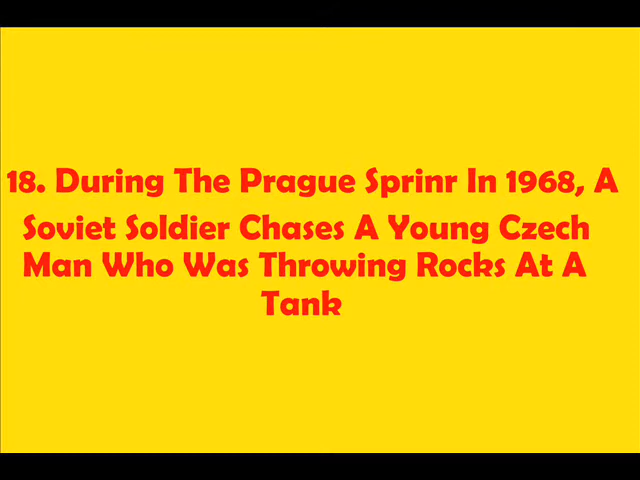 18. During The Prague Sprinr In 1968, A
Soviet Soldier Chases A Young Czech
Man Who Was Throwing Rocks At A
Tank